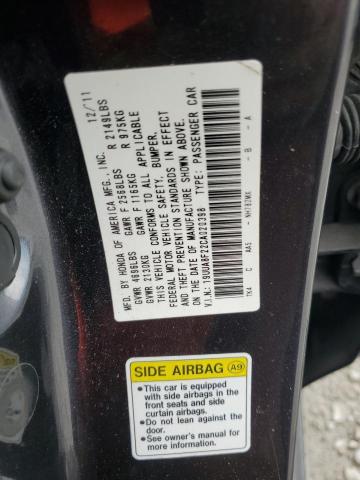 MFD. BY HONDA OF AMERICA MFG., INC. 12/11
GVWR 4696LBS GAWR F 2568LBS R 2149LBS
GVWR 2130KG GAWR F 1165KG R 975KG
THIS VEHICLE CONFORMS TO ALL APPLICABLE
FEDERAL MOTOR VEHICLE SAFETY, BUMPER, AND
THEFT PREVENTION STANDARDS IN EFFECT
ON THE DATE OF MANUFACTURE SHOWN ABOVE.
V.I.N.: 19UUA8F22CA020398 TYPE: PASSENGER CAR
TK4 C AA5 - NH782MX - B - A
SIDE AIRBAG A9
• This car is equipped
with side airbags in the
front seats and side
curtain airbags.
• Do not lean against the
door.
• See owner's manual for
more information.